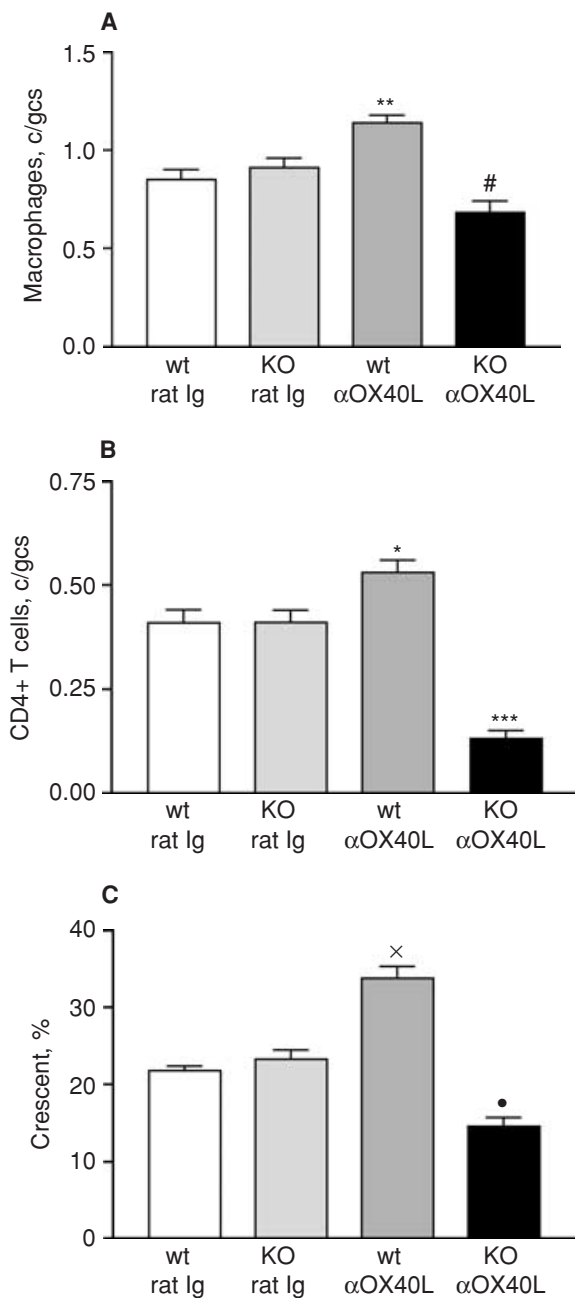 A
Macrophages, c/gcs
1.5
1.0
0.5
0.0
**
#
wt KO wt KO
rat Ig rat Ig αOX40L αOX40L
B
CD4+ T cells, c/gcs
0.75
0.50
0.25
0.00
*
***
wt KO wt KO
rat Ig rat Ig αOX40L αOX40L
C
Crescent, %
40
30
20
10
0
×
•
wt KO wt KO
rat Ig rat Ig αOX40L αOX40L